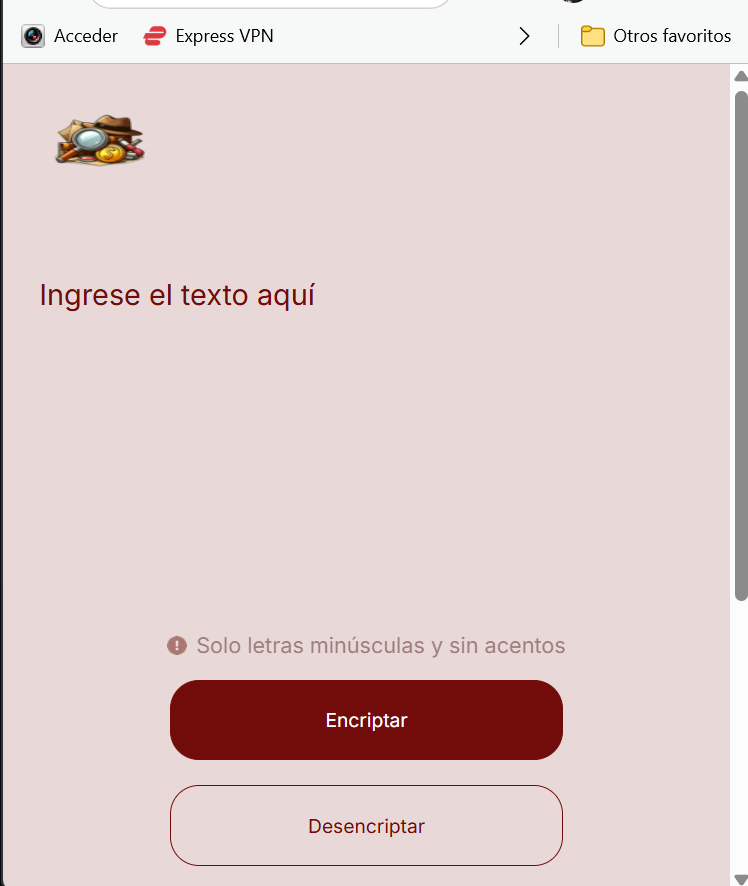 Acceder
Express VPN
Otros favoritos
Ingrese el texto aquí
Solo letras minúsculas y sin acentos
Encriptar
Desencriptar